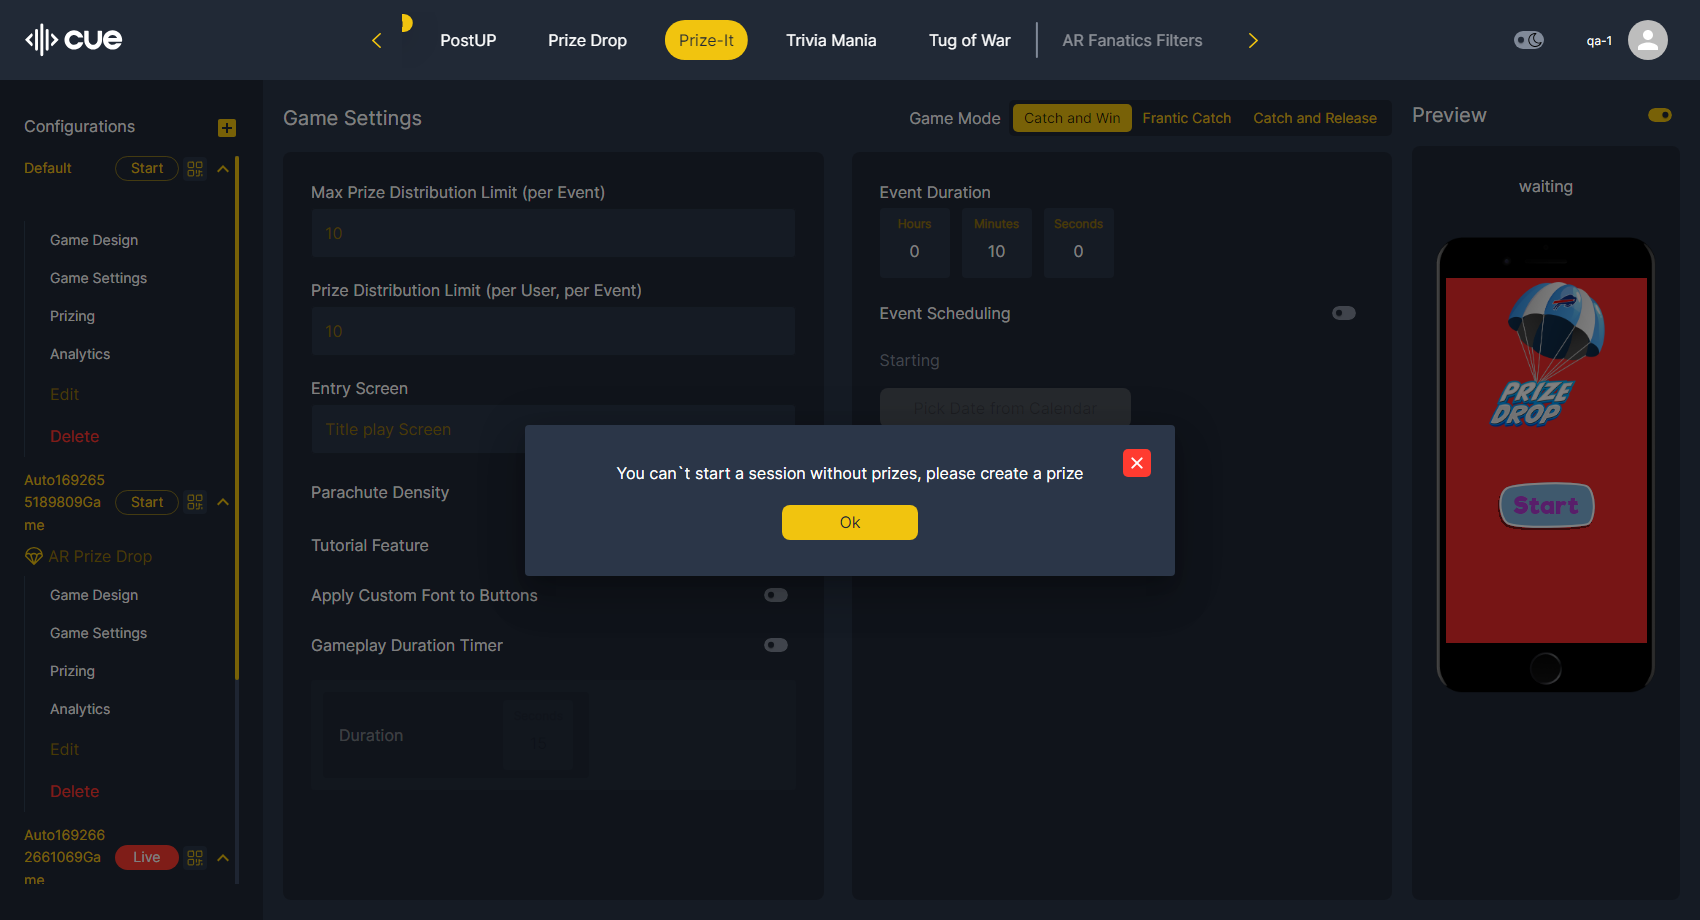 cue
PostUP
Prize Drop
Prize-It
Trivia Mania
Tug of War
AR Fanatics Filters
qa-1
Configurations
Default
Start
Game Design
Game Settings
Prizing
Analytics
Edit
Delete
Auto169265
5189809Ga
me
Start
AR Prize Drop
Game Design
Game Settings
Prizing
Analytics
Edit
Delete
Auto169266
2661069Ga
me
Live
Game Settings
Game Mode
Catch and Win
Frantic Catch
Catch and Release
Max Prize Distribution Limit (per Event)
10
Prize Distribution Limit (per User, per Event)
10
Entry Screen
Title play Screen
Parachute Density
Tutorial Feature
Apply Custom Font to Buttons
Gameplay Duration Timer
Duration
Event Duration
Hours
0
Minutes
10
Seconds
0
Event Scheduling
Starting
Pick Date from Calendar
You can`t start a session without prizes, please create a prize
Ok
Preview
waiting
PRIZE
DROP
Start